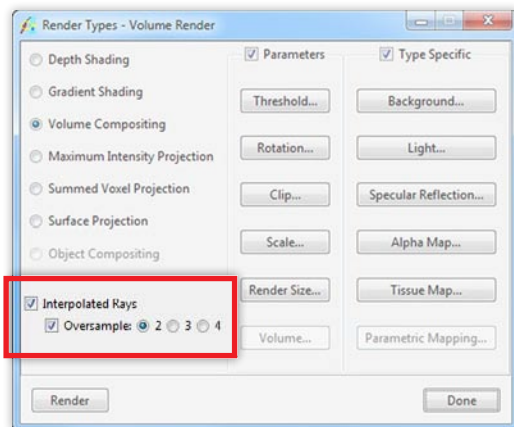 Render Types - Volume Render
Depth Shading
Gradient Shading
Volume Compositing
Maximum Intensity Projection
Summed Voxel Projection
Surface Projection
Object Compositing
Interpolated Rays
Oversample: 2 3 4
Parameters
Threshold...
Rotation...
Clip...
Scale...
Render Size...
Volume...
Type Specific
Background...
Light...
Specular Reflection...
Alpha Map...
Tissue Map...
Parametric Mapping...
Render
Done